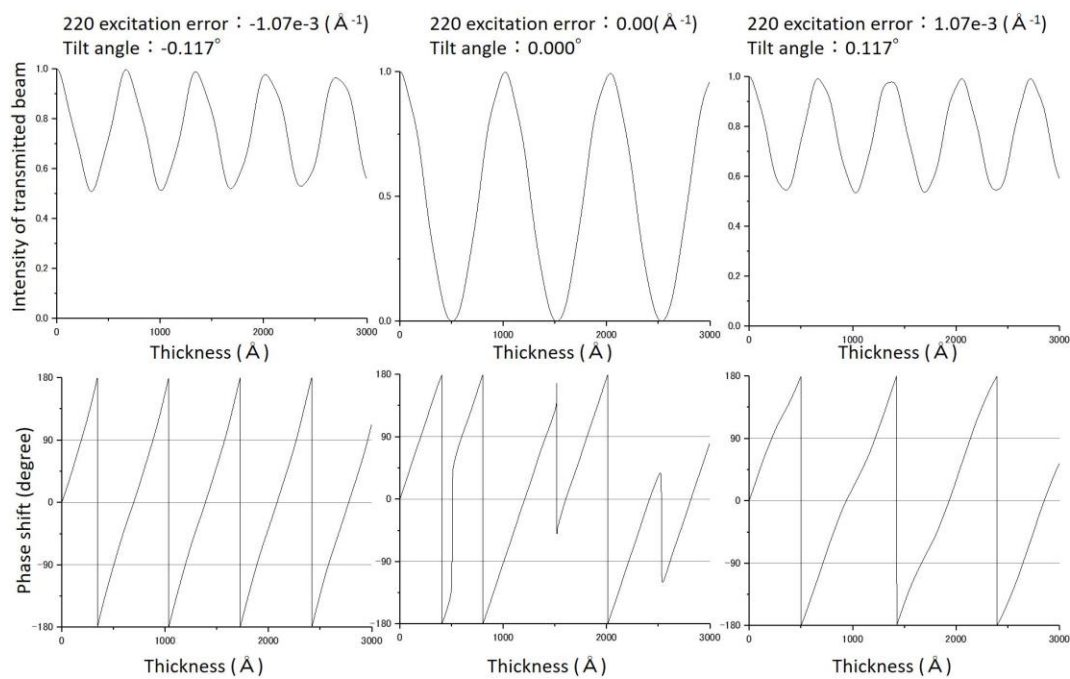 220 excitation error：-1.07e-3 (Å⁻¹)
Tilt angle：-0.117°
220 excitation error：0.00(Å⁻¹)
Tilt angle：0.000°
220 excitation error：1.07e-3 (Å⁻¹)
Tilt angle：0.117°
Intensity of transmitted beam
1.0
0.8
0.6
0.4
0.2
0.0
0 1000 2000 3000
Thickness (Å)
1.0
0.5
0.0
0 1000 2000 3000
Thickness (Å)
1.0
0.8
0.6
0.4
0.2
0.0
0 1000 2000 3000
Thickness (Å)
Phase shift (degree)
180
90
0
-90
-180
0 1000 2000 3000
Thickness (Å)
180
90
0
-90
-180
0 1000 2000 3000
Thickness (Å)
180
90
0
-90
-180
0 1000 2000 3000
Thickness (Å)